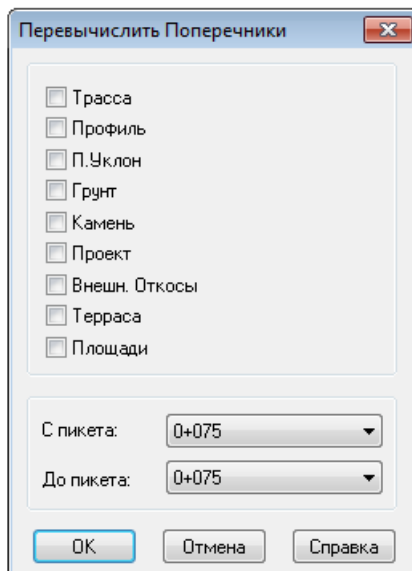 Перевычислить Поперечники
Трасса
Профиль
П.Уклон
Грунт
Камень
Проект
Внешн. Откосы
Терраса
Площади
С пикета: 0+075
До пикета: 0+075
OK Отмена Справка